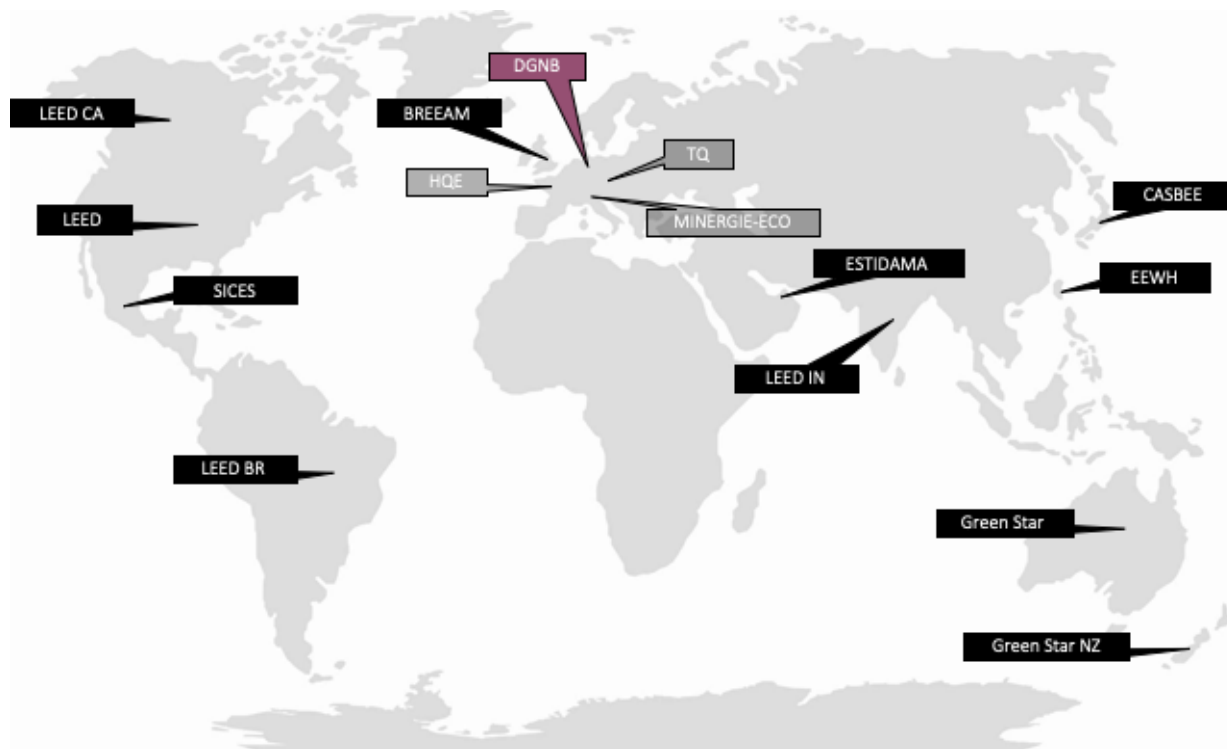 DGNB
LEED CA
BREEAM
TQ
HQE
CASBEE
LEED
MINERGIE-ECO
ESTIDAMA
EEWH
SICES
LEED IN
LEED BR
Green Star
Green Star NZ